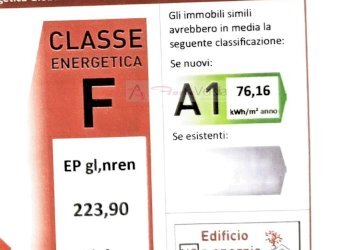 CLASSE
ENERGETICA
F
EP gl,nren
223,90
Gli immobili simili
avrebbero in media la
seguente classificazione:
Se nuovi:
A1
76,16
kWh/m² anno
Se esistenti:
Edificio